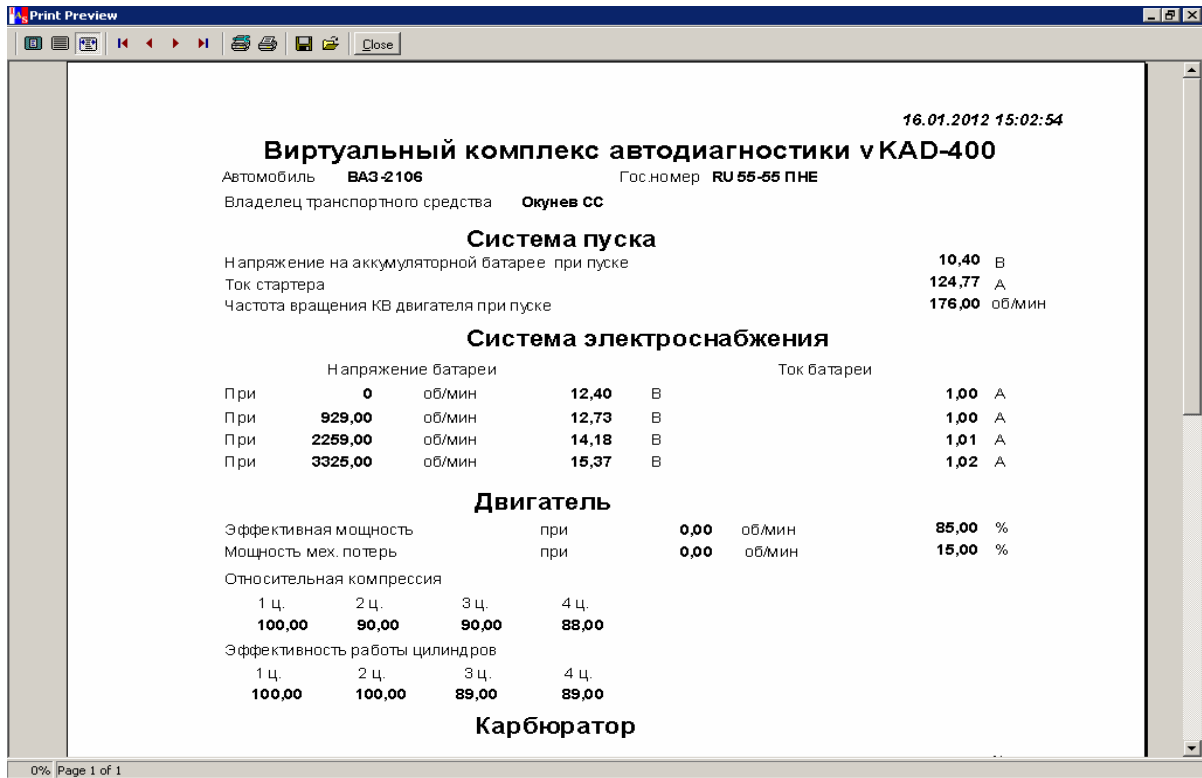 Print Preview
Close
16.01.2012 15:02:54
Виртуальный комплекс автодиагностики vKAD-400
Автомобиль ВАЗ-2106 Гос.номер RU 55-55 ПНЕ
Владелец транспортного средства Окунев СС
Система пуска
Напряжение на аккумуляторной батарее при пуске 10,40 В
Ток стартера 124,77 А
Частота вращения КВ двигателя при пуске 176,00 об/мин
Система электроснабжения
Напряжение батареи Ток батареи
При 0 об/мин 12,40 В 1,00 А
При 929,00 об/мин 12,73 В 1,00 А
При 2259,00 об/мин 14,18 В 1,01 А
При 3325,00 об/мин 15,37 В 1,02 А
Двигатель
Эффективная мощность при 0,00 об/мин 85,00 %
Мощность мех. потерь при 0,00 об/мин 15,00 %
Относительная компрессия
1 ц. 2 ц. 3 ц. 4 ц.
100,00 90,00 90,00 88,00
Эффективность работы цилиндров
1 ц. 2 ц. 3 ц. 4 ц.
100,00 100,00 89,00 89,00
Карбюратор
0% Page 1 of 1